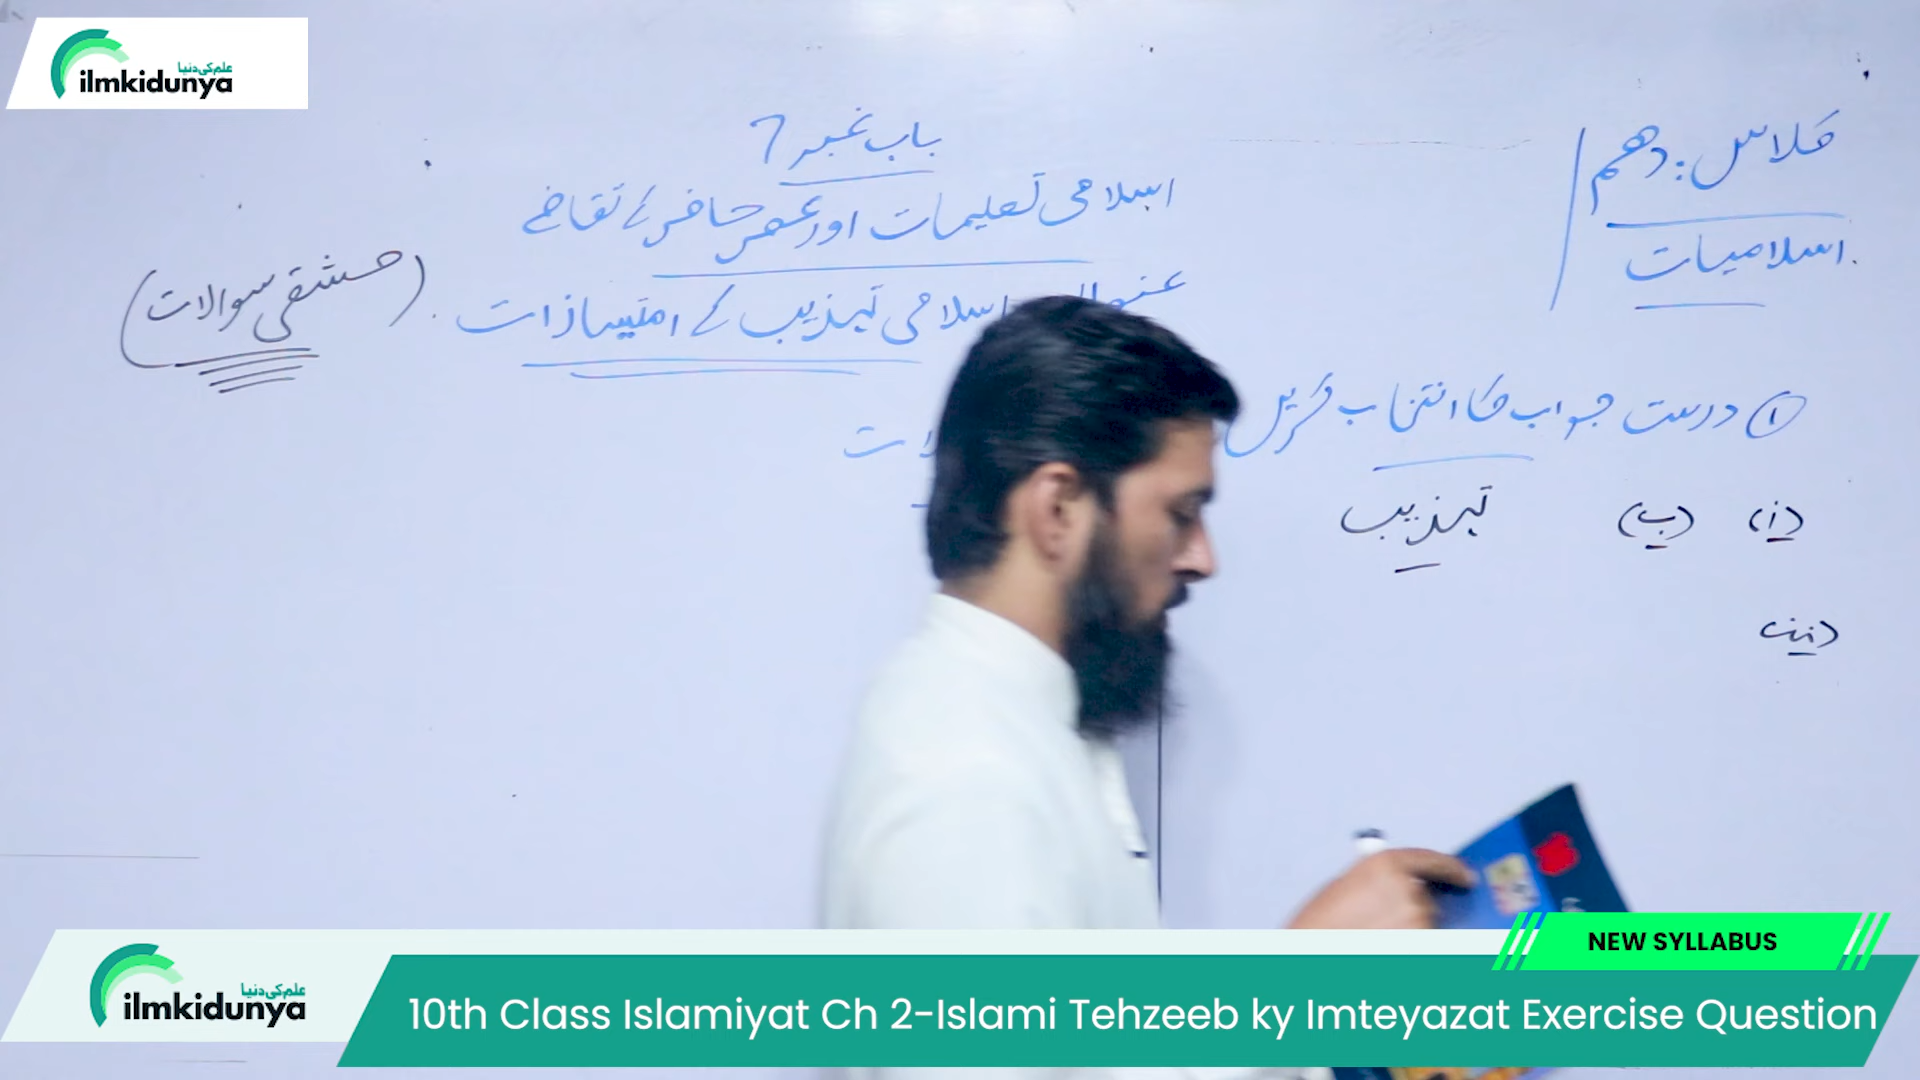 علم کی دنیا
ilmkidunya
باب نمبر 7
کلاس: دهم
اسلامی تعلیمات اور عصر حاضر کے تقاضے
اسلامیات
(مشقی سوالات)
اسلامی تہذیب کے امتیازات
① درست جواب کا انتخاب کریں
(i) (ب) تہذیب
(ii)
NEW SYLLABUS
علم کی دنیا
ilmkidunya
10th Class Islamiyat Ch 2-Islami Tehzeeb ky Imteyazat Exercise Question